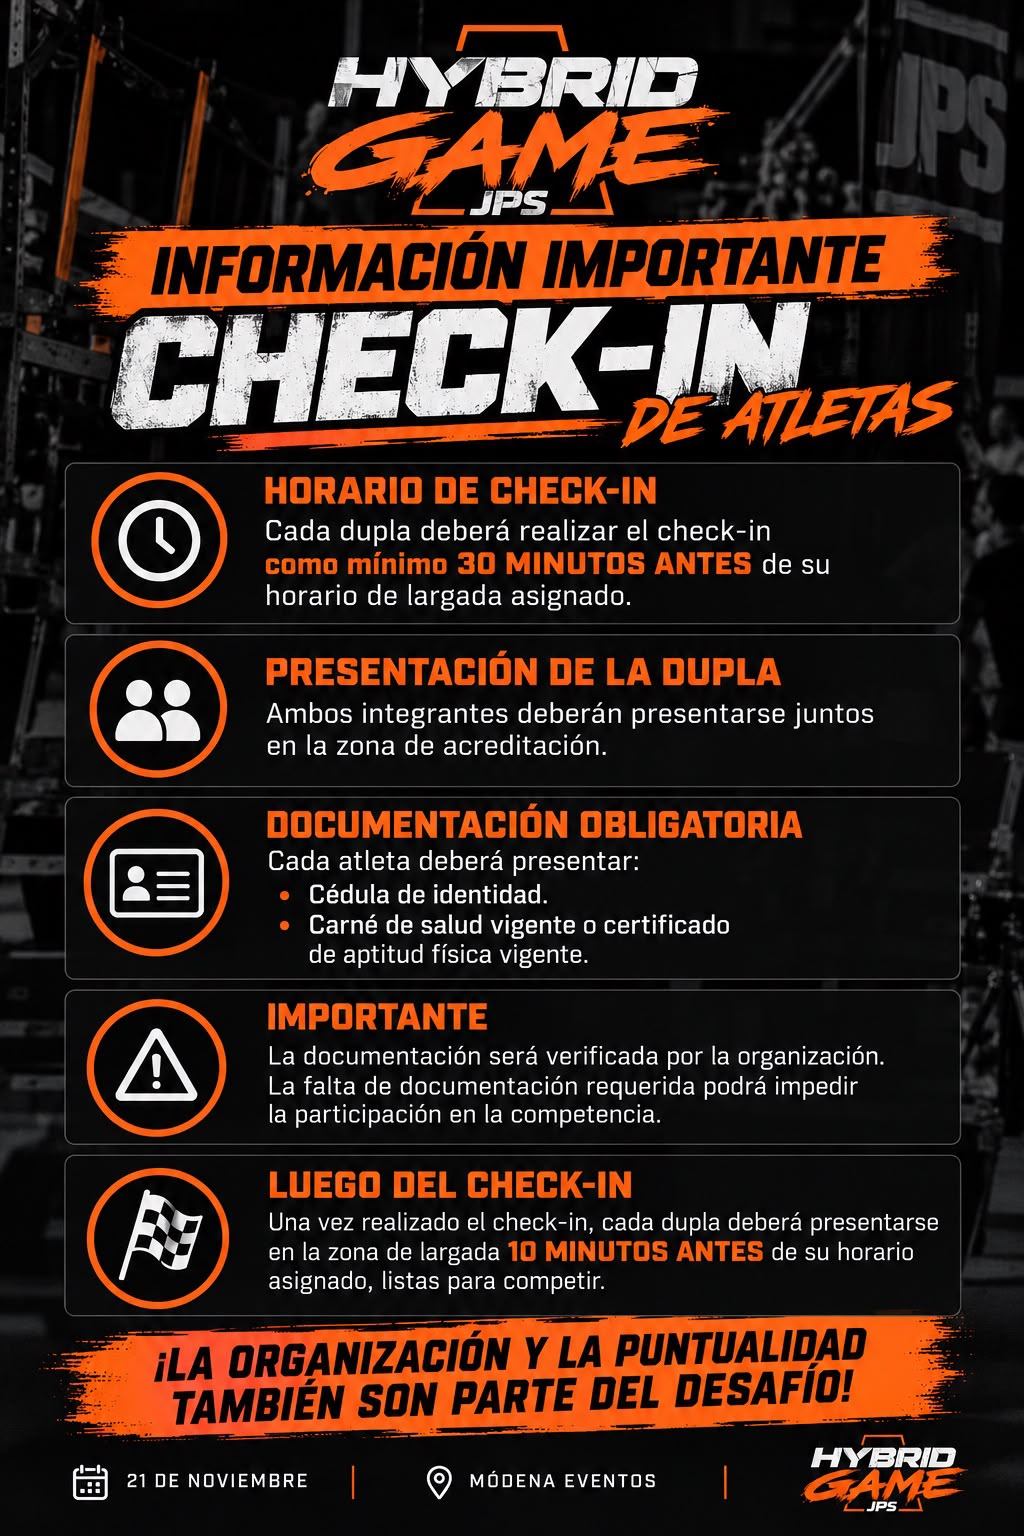 HYBRID
GAME
JPS
JPS
INFORMACIÓN IMPORTANTE
CHECK-IN
DE ATLETAS
HORARIO DE CHECK-IN
Cada dupla deberá realizar el check-in
como mínimo 30 MINUTOS ANTES de su
horario de largada asignado.
PRESENTACIÓN DE LA DUPLA
Ambos integrantes deberán presentarse juntos
en la zona de acreditación.
DOCUMENTACIÓN OBLIGATORIA
Cada atleta deberá presentar:
• Cédula de identidad.
• Carné de salud vigente o certificado
de aptitud física vigente.
IMPORTANTE
La documentación será verificada por la organización.
La falta de documentación requerida podrá impedir
la participación en la competencia.
LUEGO DEL CHECK-IN
Una vez realizado el check-in, cada dupla deberá presentarse
en la zona de largada 10 MINUTOS ANTES de su horario
asignado, listas para competir.
¡LA ORGANIZACIÓN Y LA PUNTUALIDAD
TAMBIÉN SON PARTE DEL DESAFÍO!
21 DE NOVIEMBRE
MÓDENA EVENTOS
HYBRID
GAME
JPS